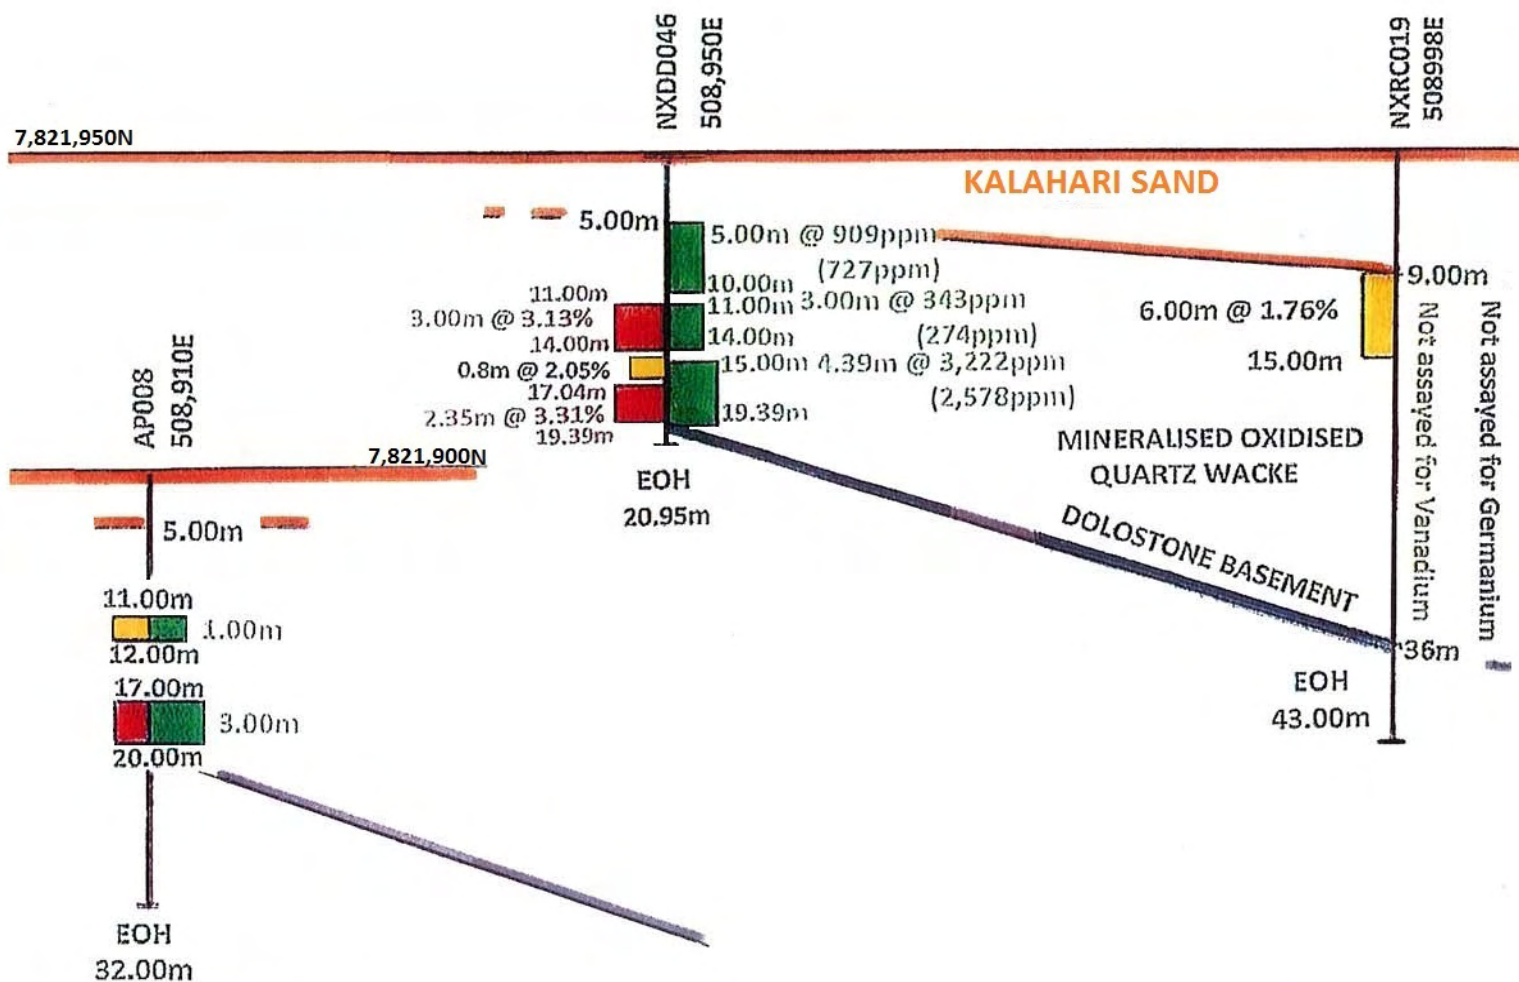 NXDD046
508,950E
NXRC019
508998E
7,821,950N
KALAHARI SAND
5.00m
5.00m @ 909ppm
(727ppm)
10.00m
9.00m
11.00m
11.00m 3.00m @ 343ppm
3.00m @ 3.13%
(274ppm)
14.00m
14.00m
6.00m @ 1.76%
15.00m
0.8m @ 2.05%
15.00m 4.39m @ 3,222ppm
(2,578ppm)
17.04m
2.35m @ 3.31%
19.39m
19.39m
Not assayed for Vanadium
Not assayed for Germanium
AP008
508,910E
7,821,900N
MINERALISED OXIDISED
QUARTZ WACKE
EOH
20.95m
DOLOSTONE BASEMENT
5.00m
11.00m
1.00m
12.00m
36m
EOH
43.00m
17.00m
3.00m
20.00m
EOH
32.00m